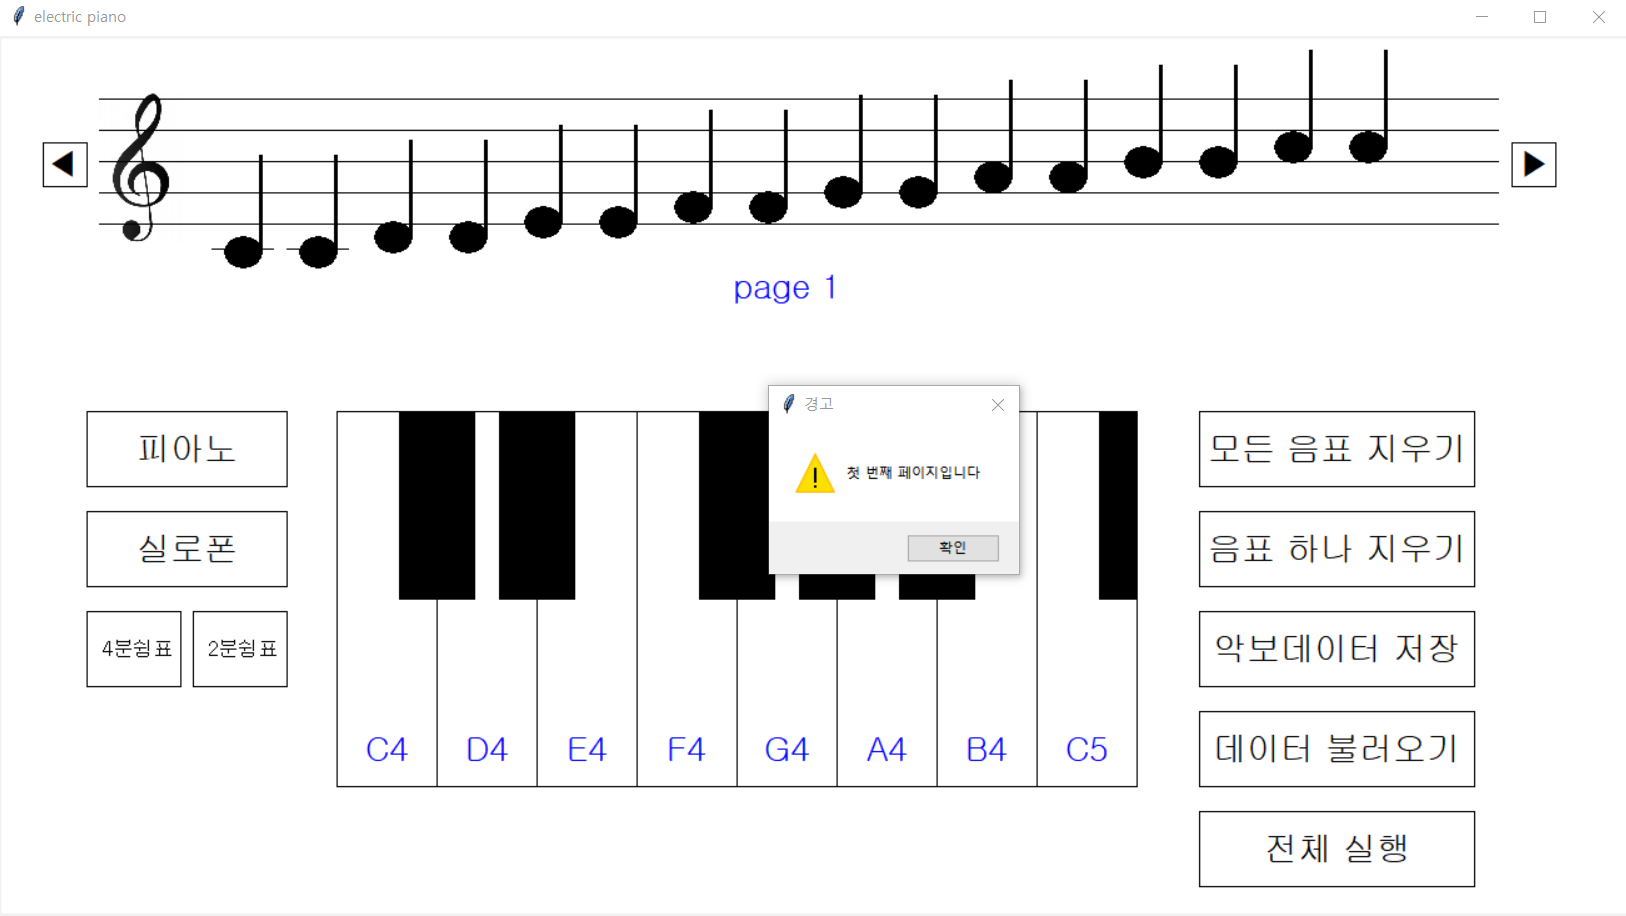 electric piano
page 1
경고
첫 번째 페이지입니다
확인
피아노
실로폰
4분쉼표
2분쉼표
C4
D4
E4
F4
G4
A4
B4
C5
모든 음표 지우기
음표 하나 지우기
악보데이터 저장
데이터 불러오기
전체 실행